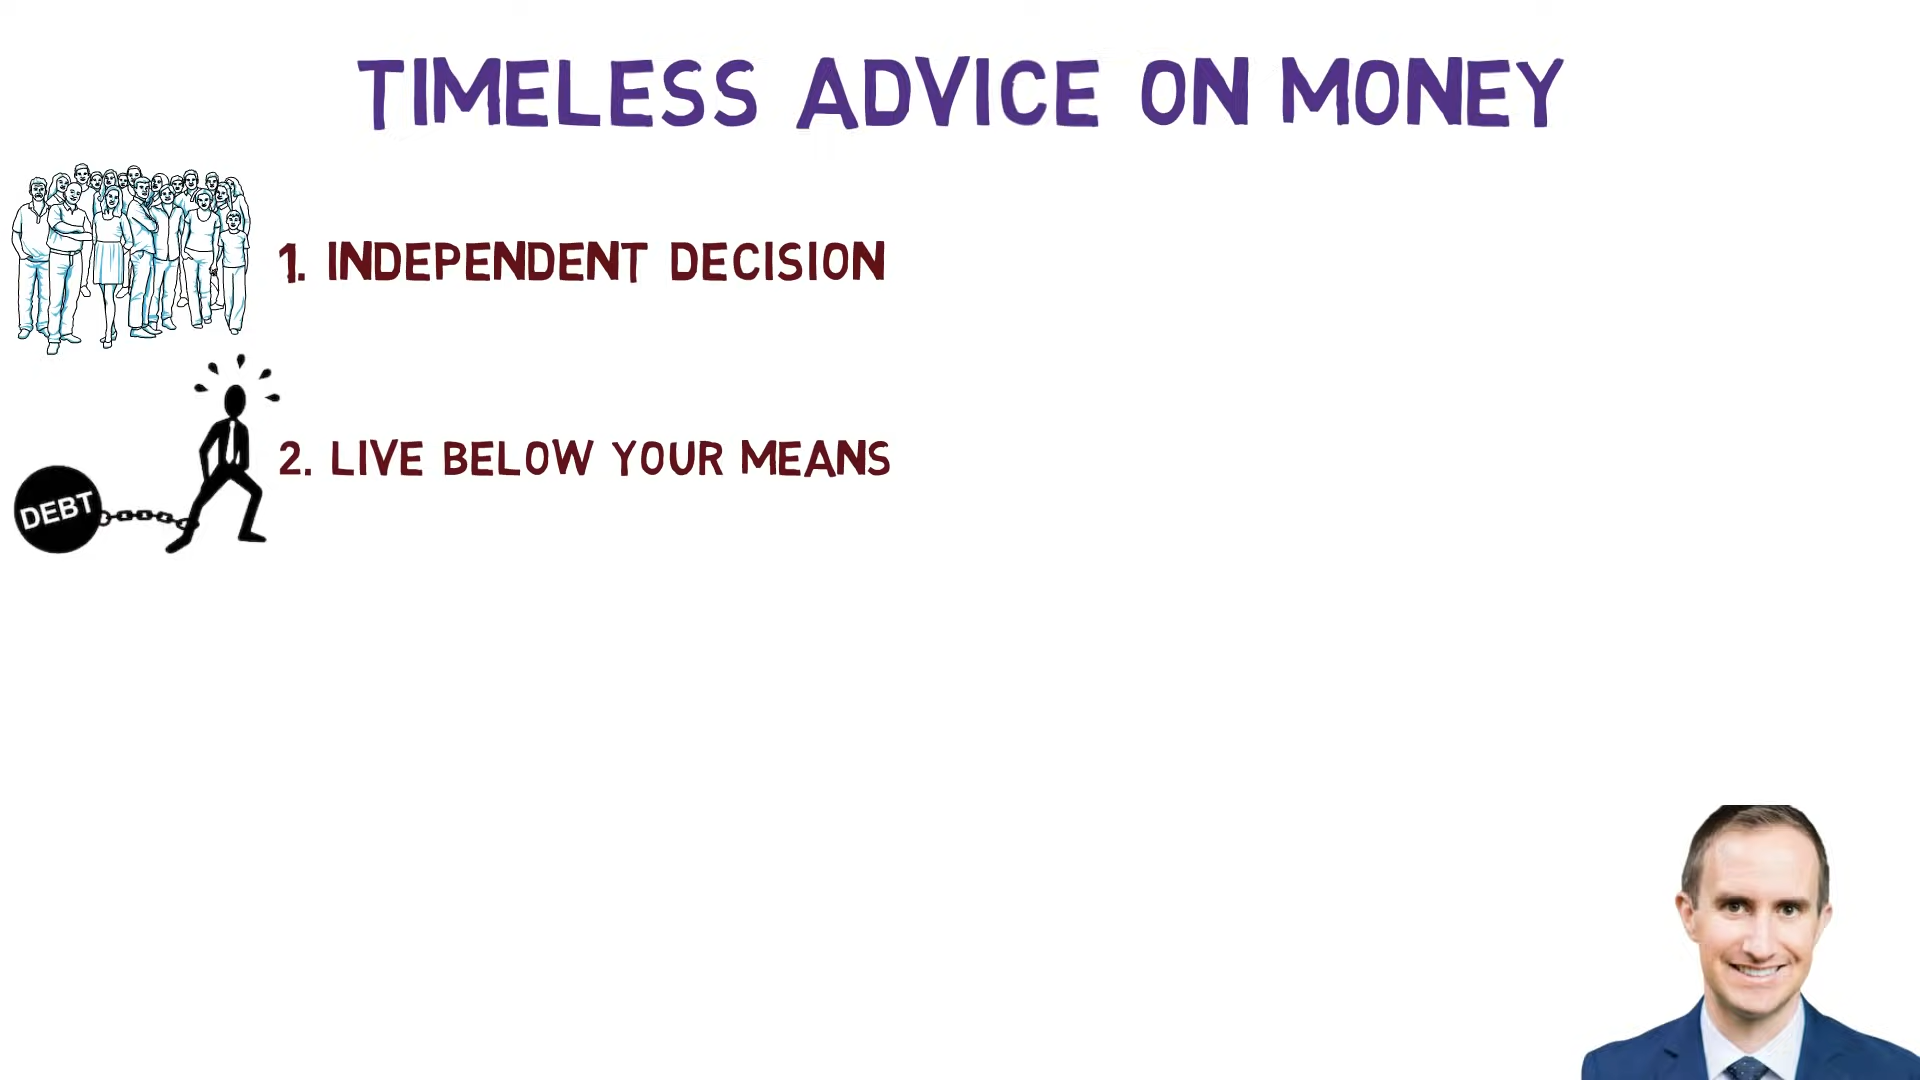 TIMELESS ADVICE ON MONEY
1. INDEPENDENT DECISION
2. LIVE BELOW YOUR MEANS
DEBT